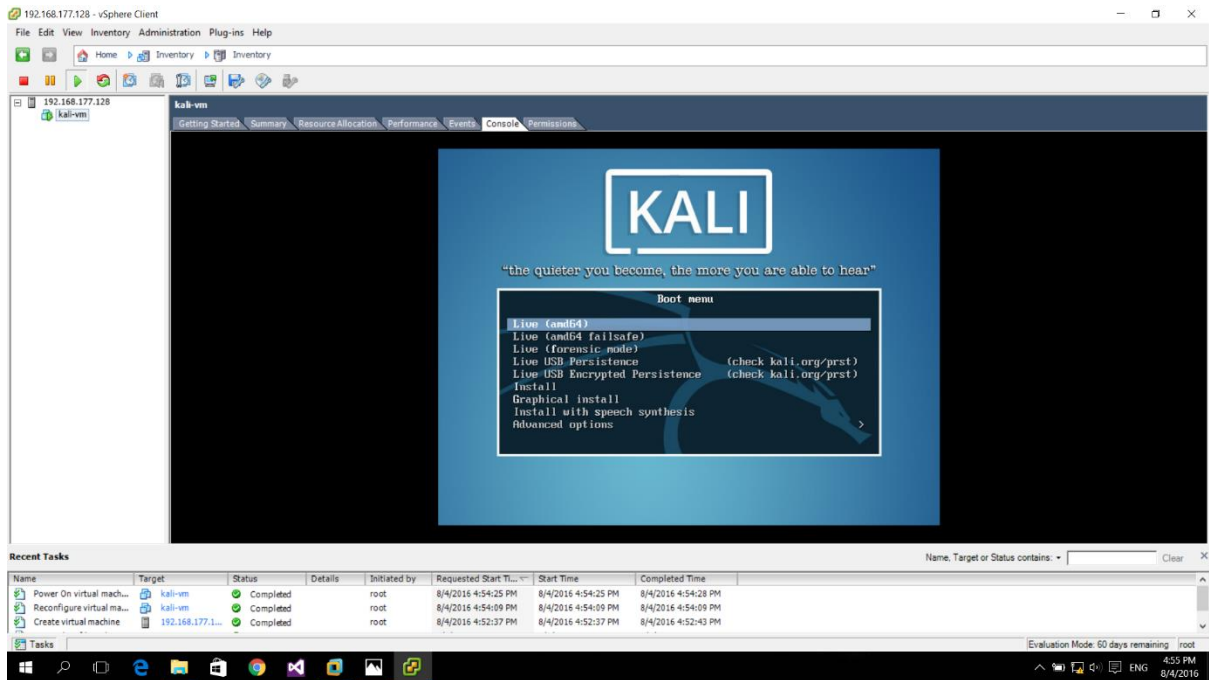 192.168.177.128 - vSphere Client
File Edit View Inventory Administration Plug-ins Help
Home Inventory Inventory
192.168.177.128
kali-vm
kali-vm
Getting Started Summary Resource Allocation Performance Events Console Permissions
KALI
"the quieter you become, the more you are able to hear"
Boot menu
Live (amd64)
Live (amd64 failsafe)
Live (forensic mode)
Live USB Persistence (check kali.org/prst)
Live USB Encrypted Persistence (check kali.org/prst)
Install
Graphical install
Install with speech synthesis
Advanced options >
Recent Tasks
Name, Target or Status contains: Clear
Name Target Status Details Initiated by Requested Start Ti... Start Time Completed Time
Power On virtual mach... kali-vm Completed root 8/4/2016 4:54:25 PM 8/4/2016 4:54:25 PM 8/4/2016 4:54:28 PM
Reconfigure virtual ma... kali-vm Completed root 8/4/2016 4:54:09 PM 8/4/2016 4:54:09 PM 8/4/2016 4:54:09 PM
Create virtual machine 192.168.177.1... Completed root 8/4/2016 4:52:37 PM 8/4/2016 4:52:37 PM 8/4/2016 4:52:43 PM
Tasks
Evaluation Mode: 60 days remaining root
ENG
4:55 PM
8/4/2016